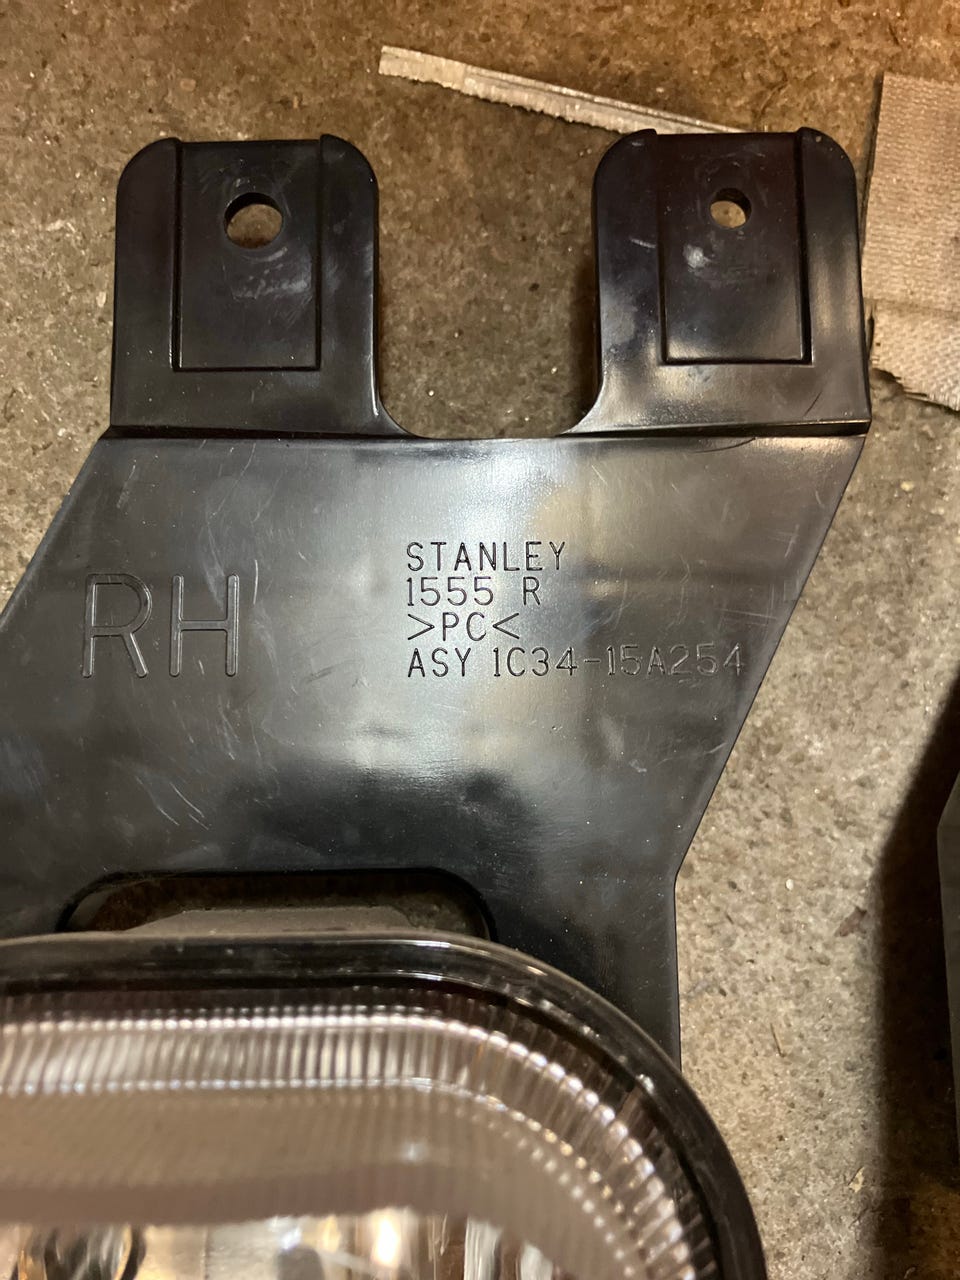 RH
STANLEY
1555 R
>PC<
ASY 1C34-15A254